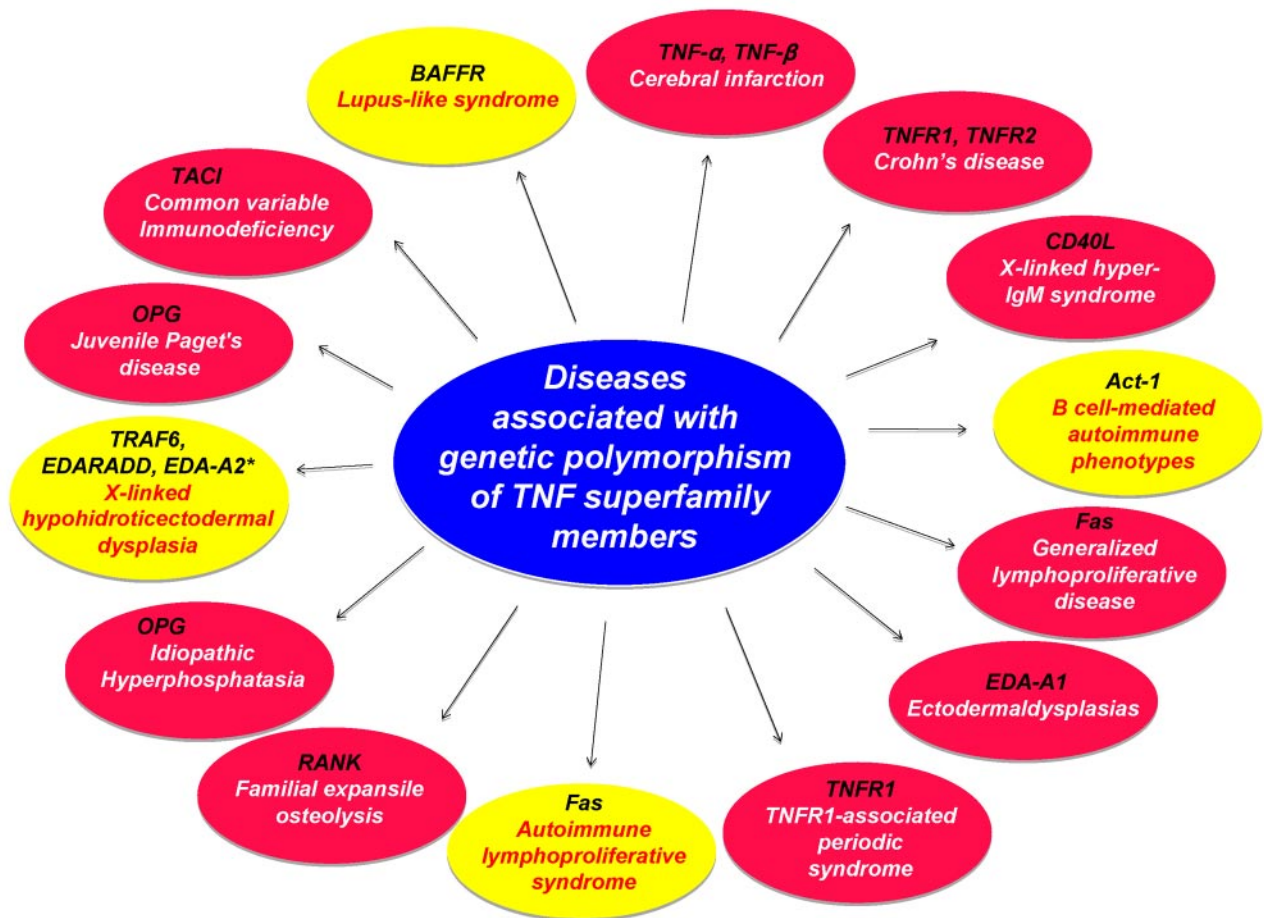 TNF-α, TNF-β
Cerebral infarction
BAFFR
Lupus-like syndrome
TNFR1, TNFR2
Crohn's disease
TACI
Common variable
Immunodeficiency
CD40L
X-linked hyper-
IgM syndrome
OPG
Juvenile Paget's
disease
Act-1
B cell-mediated
autoimmune
phenotypes
Diseases
associated with
genetic polymorphism
of TNF superfamily
members
TRAF6,
EDARADD, EDA-A2*
X-linked
hypohidroticectodermal
dysplasia
Fas
Generalized
lymphoproliferative
disease
OPG
Idiopathic
Hyperphosphatasia
EDA-A1
Ectodermaldysplasias
RANK
Familial expansile
osteolysis
Fas
Autoimmune
lymphoproliferative
syndrome
TNFR1
TNFR1-associated
periodic
syndrome